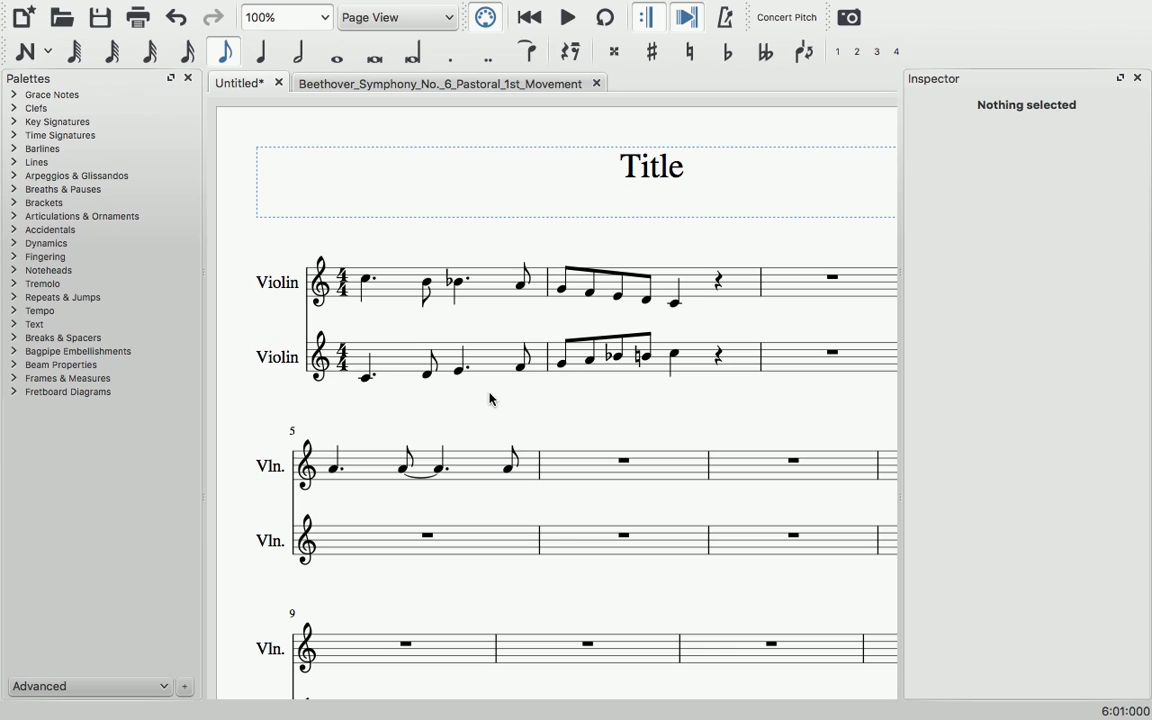 100%
Page View
Concert Pitch
1 2 3 4
Palettes
Untitled*
Beethover_Symphony_No._6_Pastoral_1st_Movement
Inspector
Grace Notes
Clefs
Key Signatures
Time Signatures
Barlines
Lines
Arpeggios & Glissandos
Breaths & Pauses
Brackets
Articulations & Ornaments
Accidentals
Dynamics
Fingering
Noteheads
Tremolo
Repeats & Jumps
Tempo
Text
Breaks & Spacers
Bagpipe Embellishments
Beam Properties
Frames & Measures
Fretboard Diagrams
Advanced
+
Title
Violin
Violin
5
Vln.
Vln.
9
Vln.
Nothing selected
6:01:000